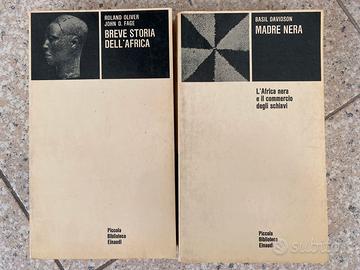 ROLAND OLIVER
JOHN D. FAGE
BREVE STORIA
DELL'AFRICA
Piccola
Biblioteca
Einaudi
BASIL DAVIDSON
MADRE NERA
L'Africa nera
e il commercio
degli schiavi
Piccola
Biblioteca
Einaudi
subito